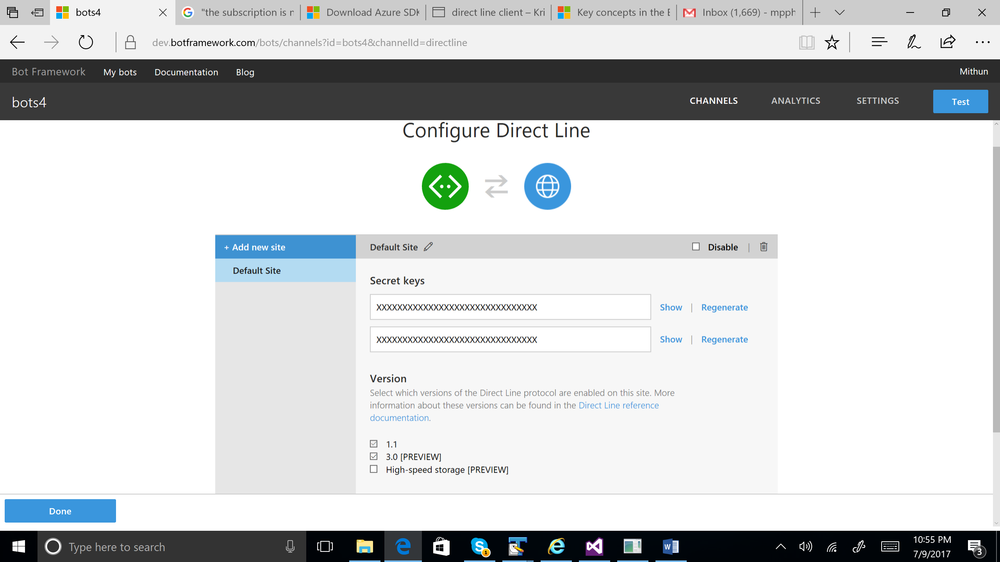 bots4
"the subscription is n
Download Azure SDK
direct line client – Kri
Key concepts in the B
Inbox (1,669) - mpph
dev.botframework.com/bots/channels?id=bots4&channelId=directline
Bot Framework
My bots
Documentation
Blog
Mithun
bots4
CHANNELS
ANALYTICS
SETTINGS
Test
Configure Direct Line
+ Add new site
Default Site
Disable
|
Default Site
Secret keys
XXXXXXXXXXXXXXXXXXXXXXXXXXXXXXX
Show | Regenerate
XXXXXXXXXXXXXXXXXXXXXXXXXXXXXXX
Show | Regenerate
Version
Select which versions of the Direct Line protocol are enabled on this site. More
information about these versions can be found in the Direct Line reference
documentation.
1.1
3.0 [PREVIEW]
High-speed storage [PREVIEW]
Done
Type here to search
1
10:55 PM
7/9/2017
3